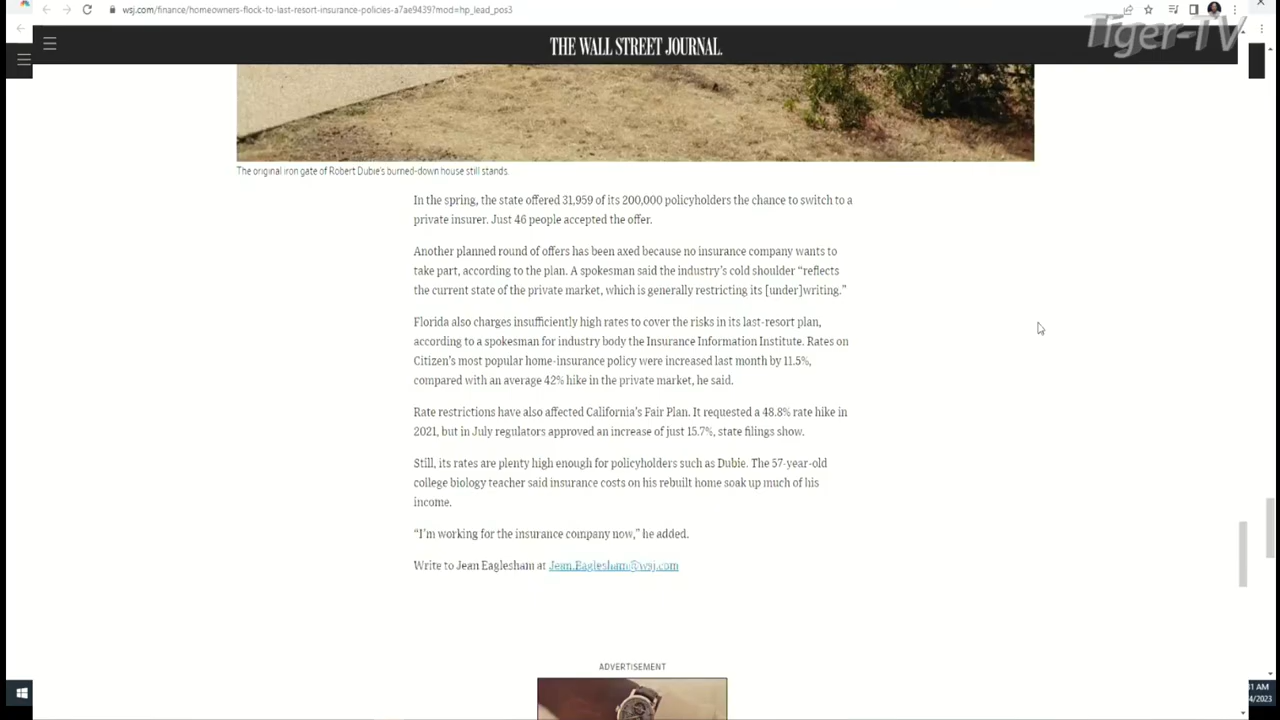 wsj.com/finance/homeowners-flock-to-last-resort-insurance-policies-a7ae9439?mod=hp_lead_pos3
Tiger-TV
THE WALL STREET JOURNAL.
The original iron gate of Robert Dubie's burned-down house still stands.
In the spring, the state offered 31,959 of its 200,000 policyholders the chance to switch to a
private insurer. Just 46 people accepted the offer.
Another planned round of offers has been axed because no insurance company wants to
take part, according to the plan. A spokesman said the industry's cold shoulder “reflects
the current state of the private market, which is generally restricting its [under]writing.”
Florida also charges insufficiently high rates to cover the risks in its last-resort plan,
according to a spokesman for industry body the Insurance Information Institute. Rates on
Citizen's most popular home-insurance policy were increased last month by 11.5%,
compared with an average 42% hike in the private market, he said.
Rate restrictions have also affected California's Fair Plan. It requested a 48.8% rate hike in
2021, but in July regulators approved an increase of just 15.7%, state filings show.
Still, its rates are plenty high enough for policyholders such as Dubie. The 57-year-old
college biology teacher said insurance costs on his rebuilt home soak up much of his
income.
“I'm working for the insurance company now,” he added.
Write to Jean Eaglesham at Jean.Eaglesham@wsj.com
ADVERTISEMENT
1 AM
4/2023